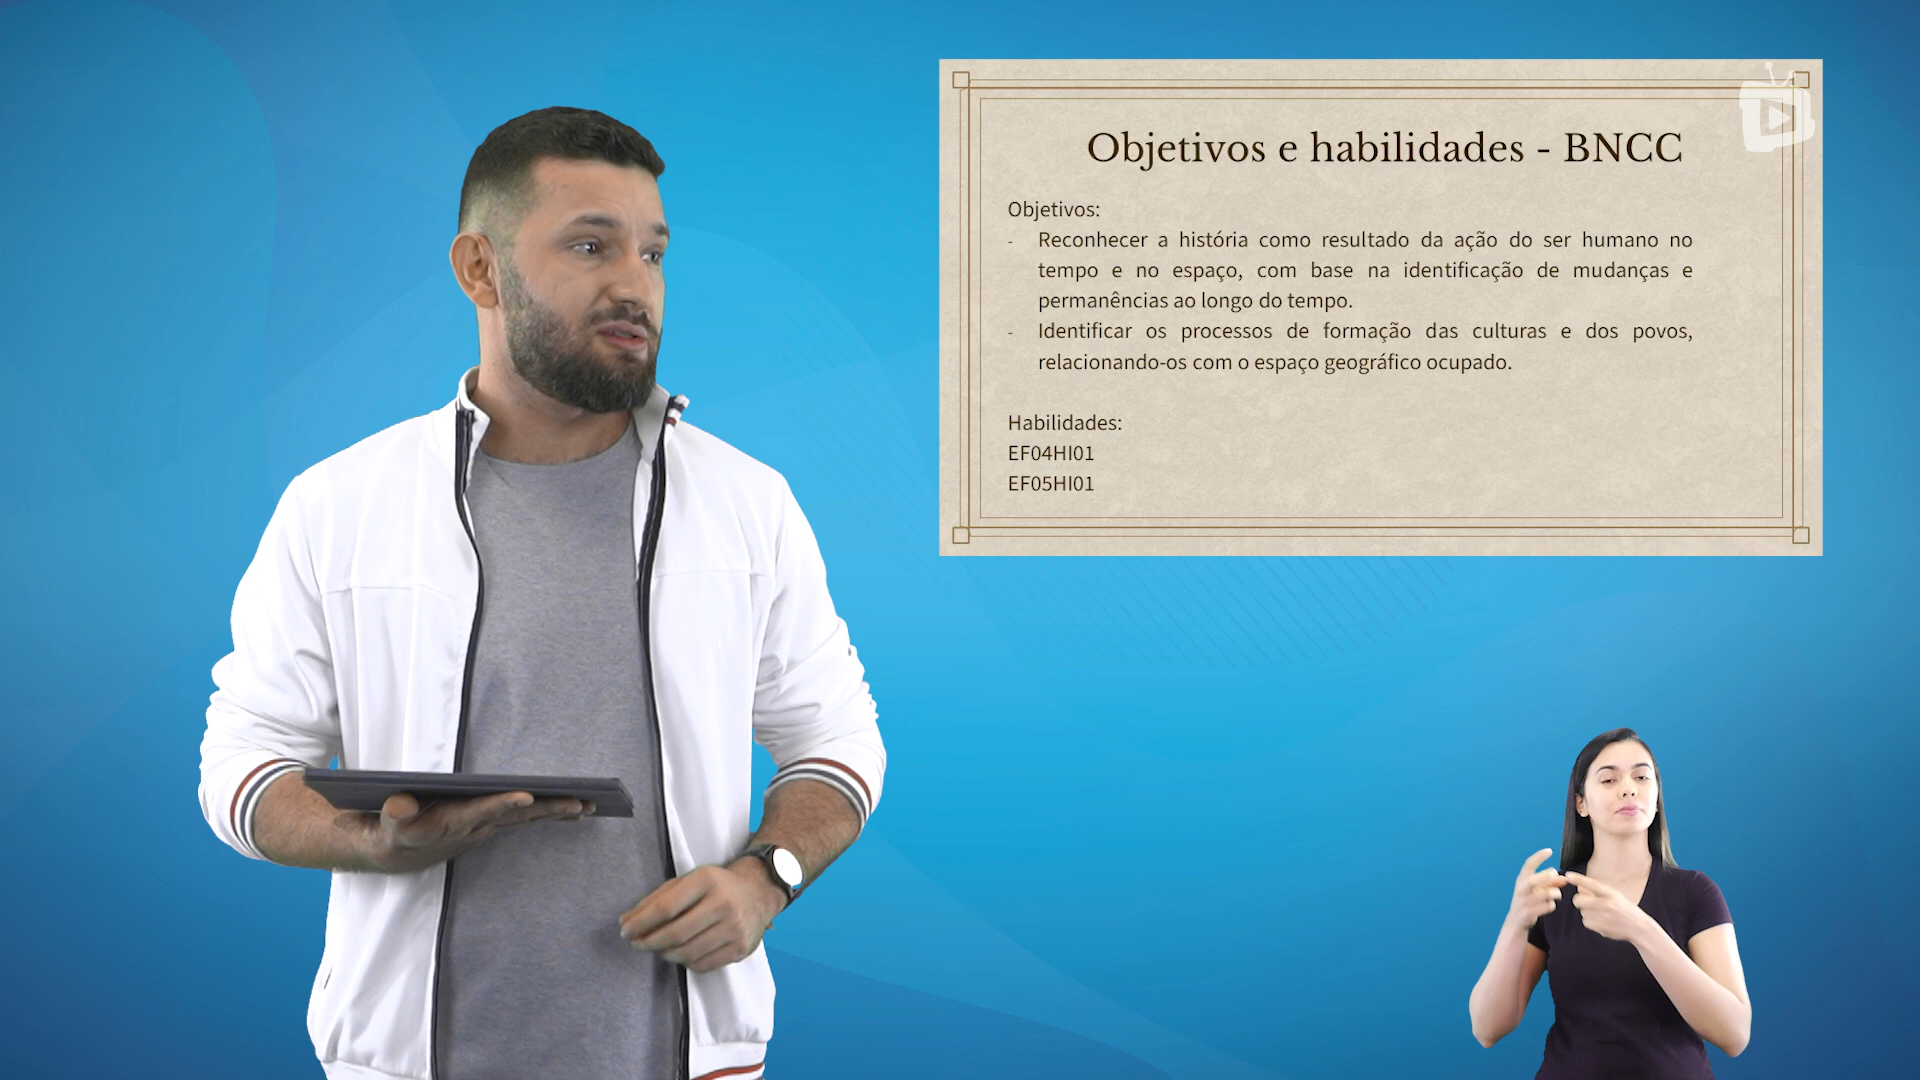 Objetivos e habilidades - BNCC
Objetivos:
- Reconhecer a história como resultado da ação do ser humano no
tempo e no espaço, com base na identificação de mudanças e
permanências ao longo do tempo.
- Identificar os processos de formação das culturas e dos povos,
relacionando-os com o espaço geográfico ocupado.
Habilidades:
EF04HI01
EF05HI01